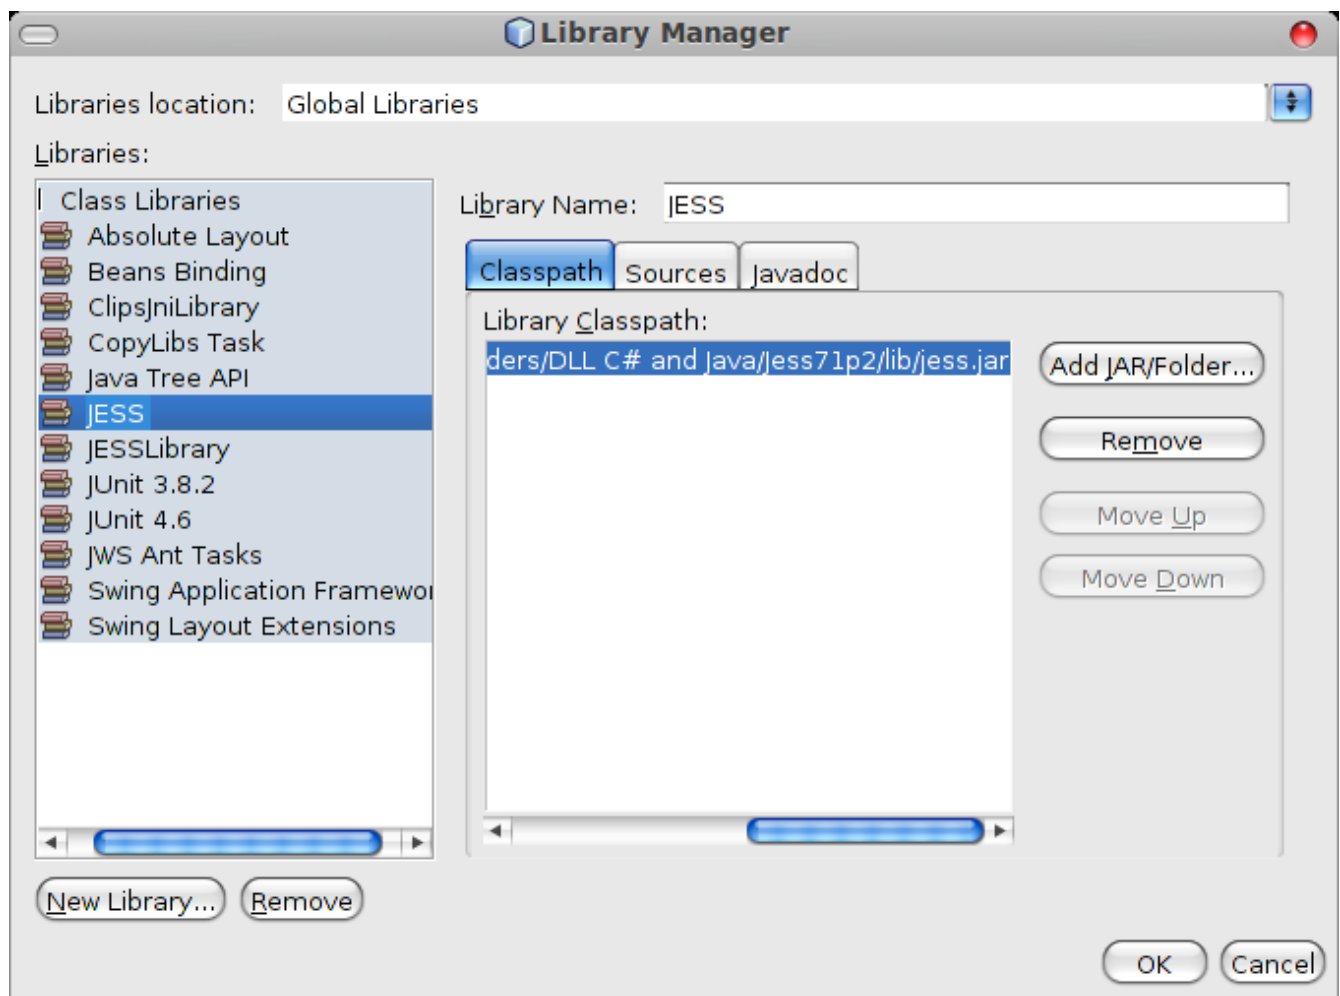 Library Manager
Libraries location: Global Libraries
Libraries:
Class Libraries
Absolute Layout
Beans Binding
ClipsJniLibrary
CopyLibs Task
Java Tree API
JESS
JESSLibrary
JUnit 3.8.2
JUnit 4.6
JWS Ant Tasks
Swing Application Framewor
Swing Layout Extensions
New Library... Remove
Library Name: JESS
Classpath Sources Javadoc
Library Classpath:
ders/DLL C# and Java/Jess71p2/lib/jess.jar
Add JAR/Folder...
Remove
Move Up
Move Down
OK Cancel